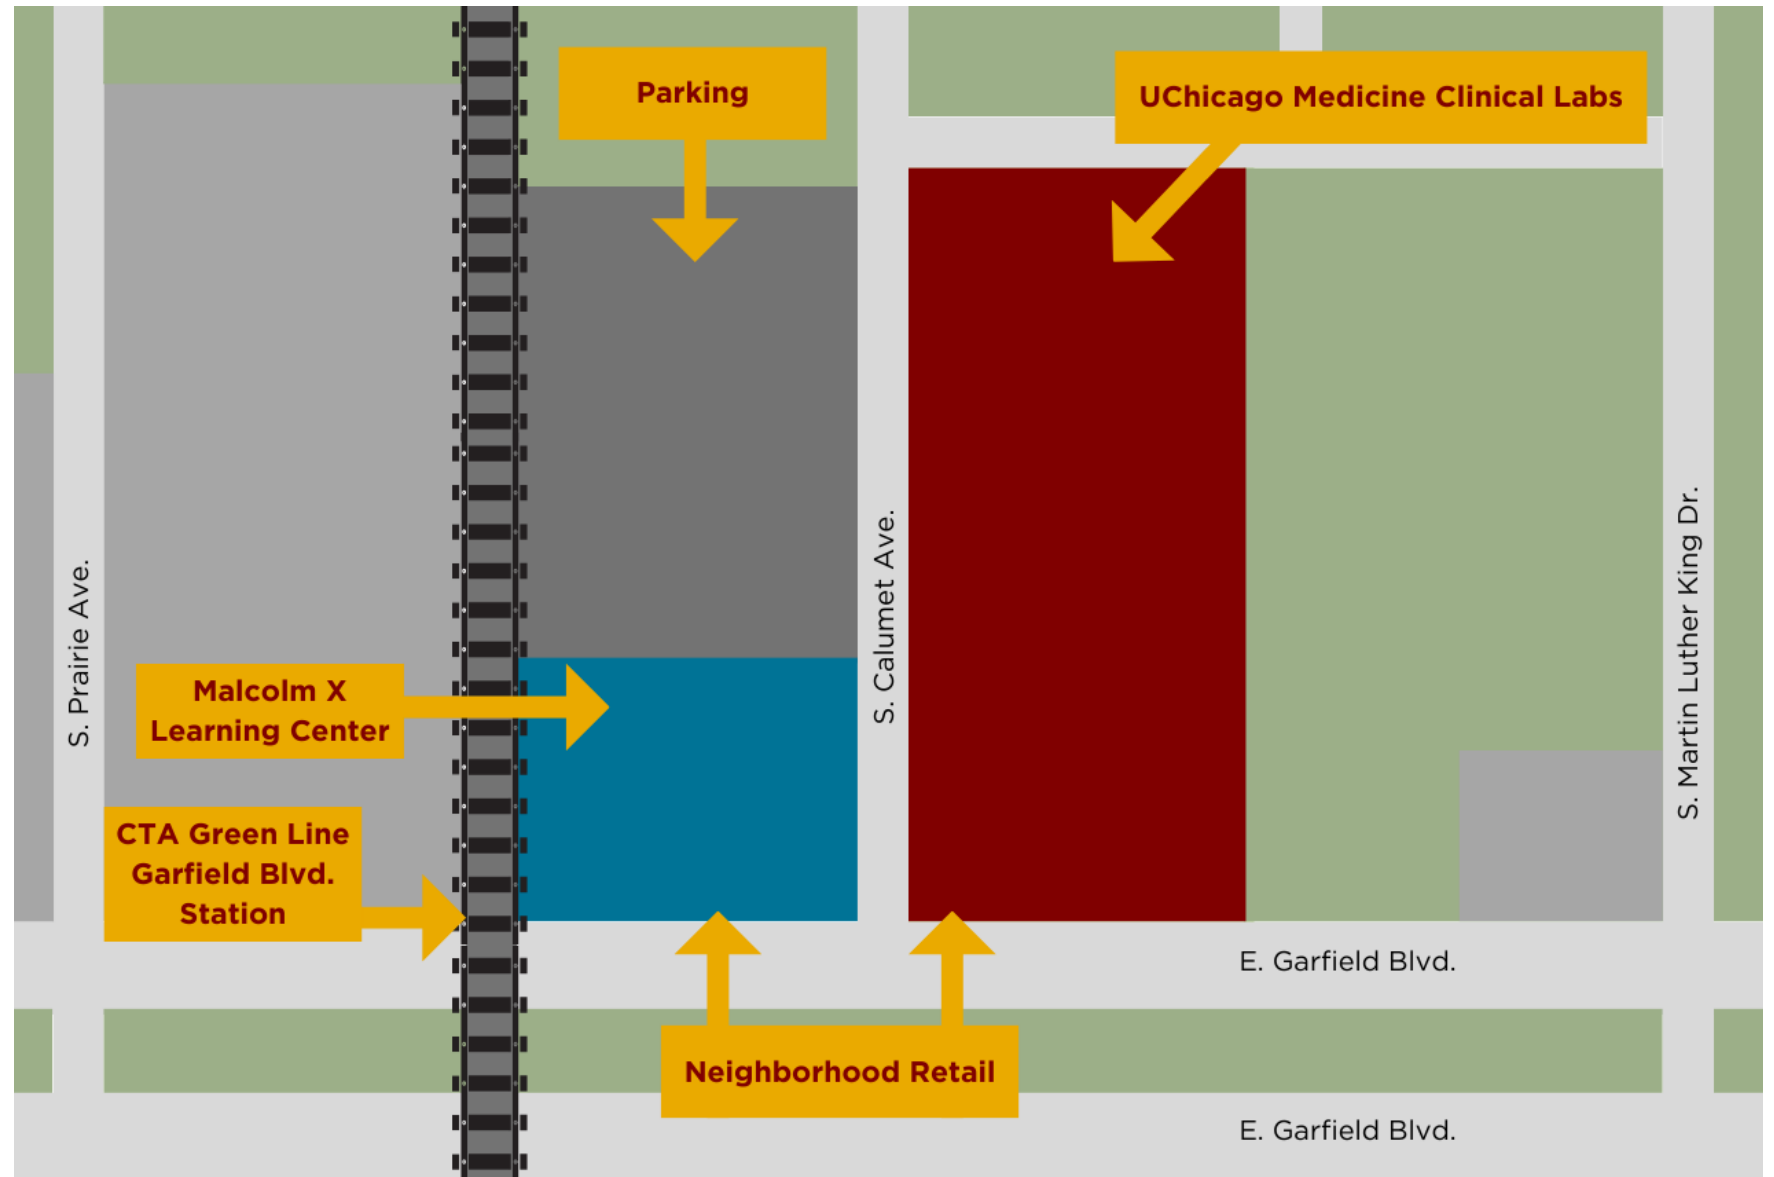 Parking
UChicago Medicine Clinical Labs
S. Prairie Ave.
S. Calumet Ave.
S. Martin Luther King Dr.
Malcolm X
Learning Center
CTA Green Line
Garfield Blvd.
Station
E. Garfield Blvd.
Neighborhood Retail
E. Garfield Blvd.